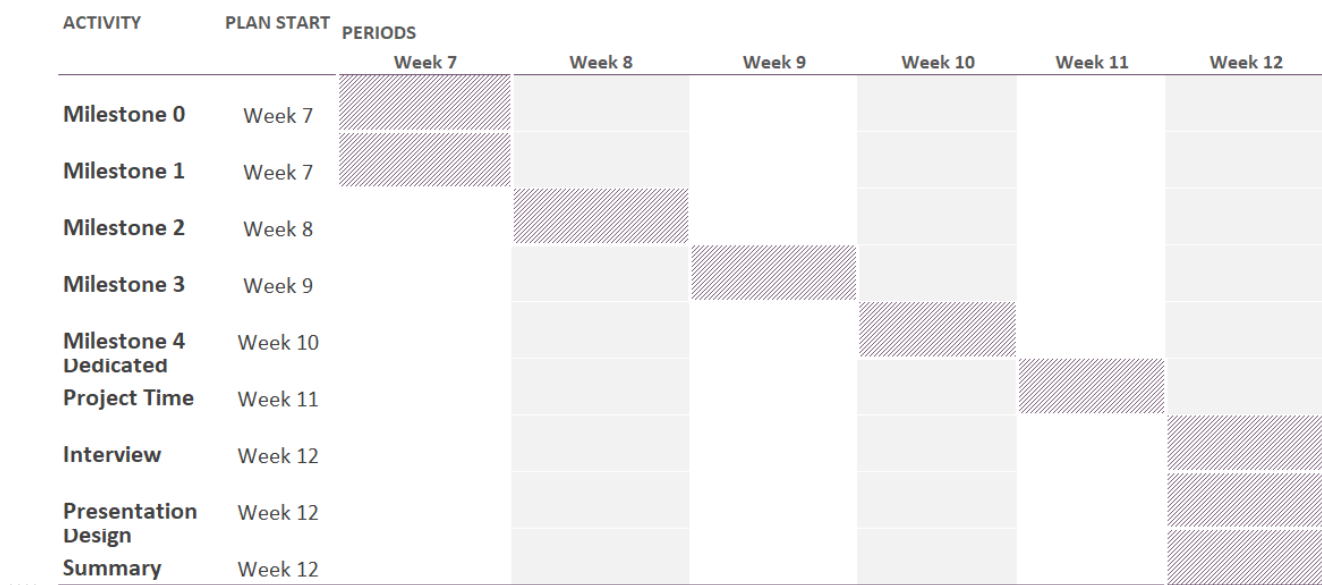 ACTIVITY PLAN START PERIODS
Week 7 Week 8 Week 9 Week 10 Week 11 Week 12
Milestone 0 Week 7
Milestone 1 Week 7
Milestone 2 Week 8
Milestone 3 Week 9
Milestone 4 Week 10
Dedicated
Project Time Week 11
Interview Week 12
Presentation Week 12
Design
Summary Week 12